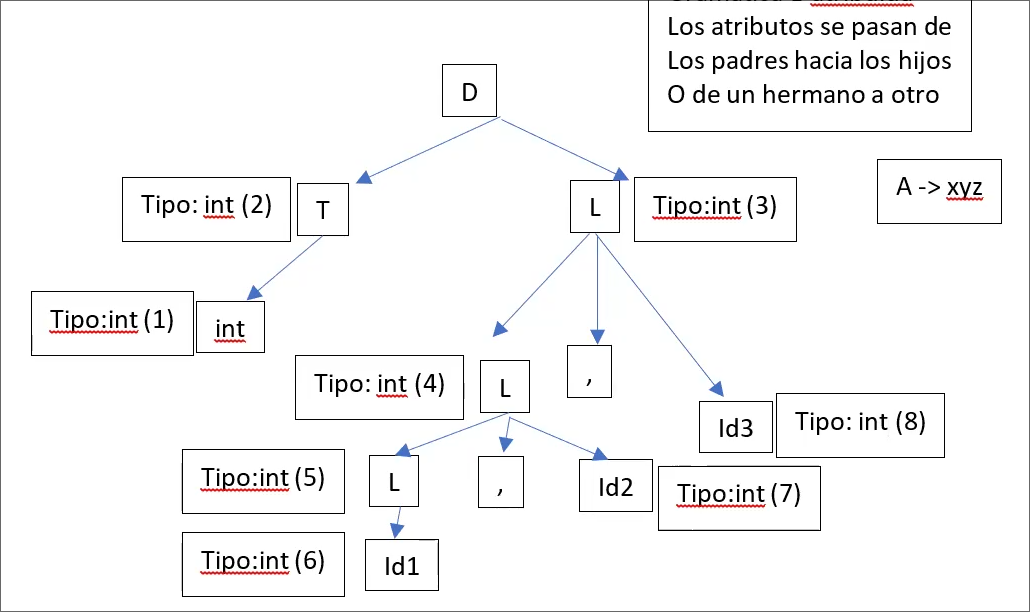 Los atributos se pasan de
Los padres hacia los hijos
O de un hermano a otro
D
A -> xyz
Tipo: int (2)
T
L
Tipo:int (3)
Tipo:int (1)
int
Tipo: int (4)
L
,
Id3
Tipo: int (8)
Tipo:int (5)
L
,
Id2
Tipo:int (7)
Tipo:int (6)
Id1